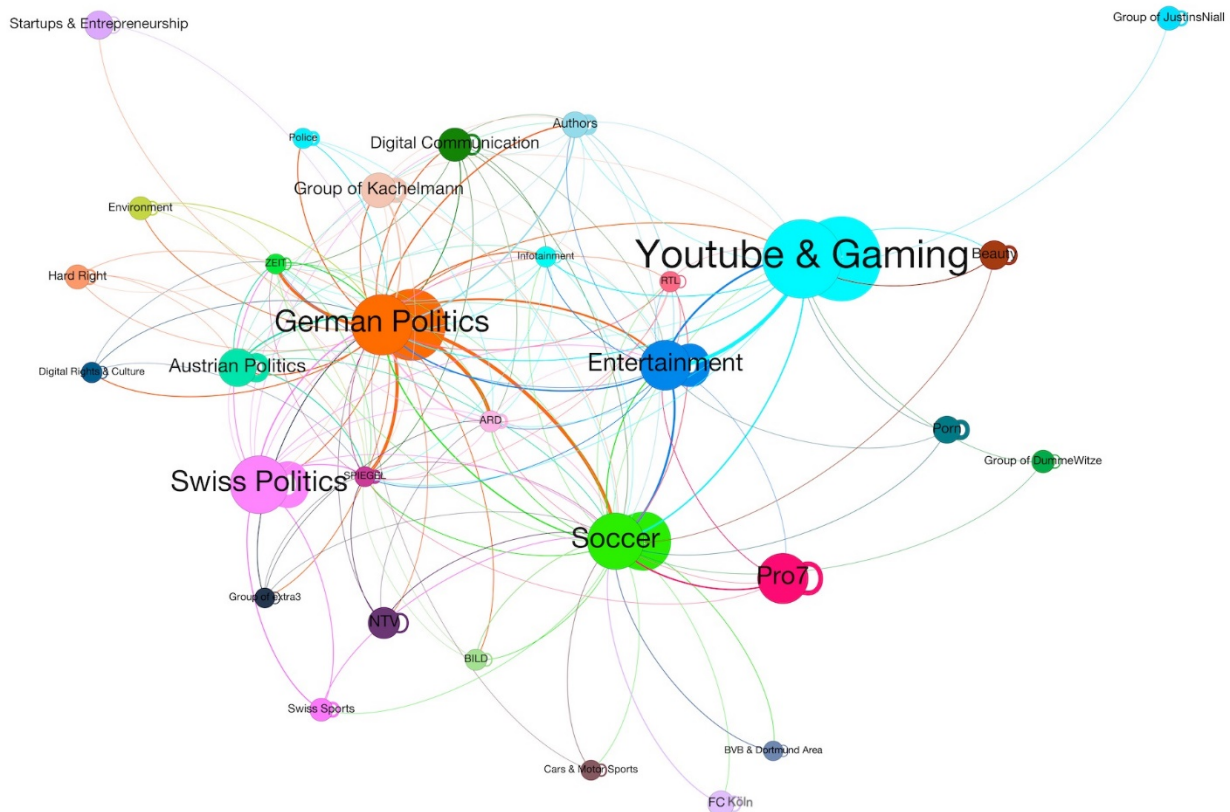 Startups & Entrepreneurship
Group of JustinsNiall
Authors
Police
Digital Communication
Group of Kachelmann
Environment
Youtube & Gaming
Beauty
Infotainment
ZEIT
Hard Right
RTL
German Politics
Entertainment
Austrian Politics
Digital Rights & Culture
ARD
Porn
Group of DummeWitze
SPIEGEL
Swiss Politics
Soccer
Pro7
Group of extra3
NTV
BILD
Swiss Sports
BVB & Dortmund Area
Cars & Motor Sports
FC Köln